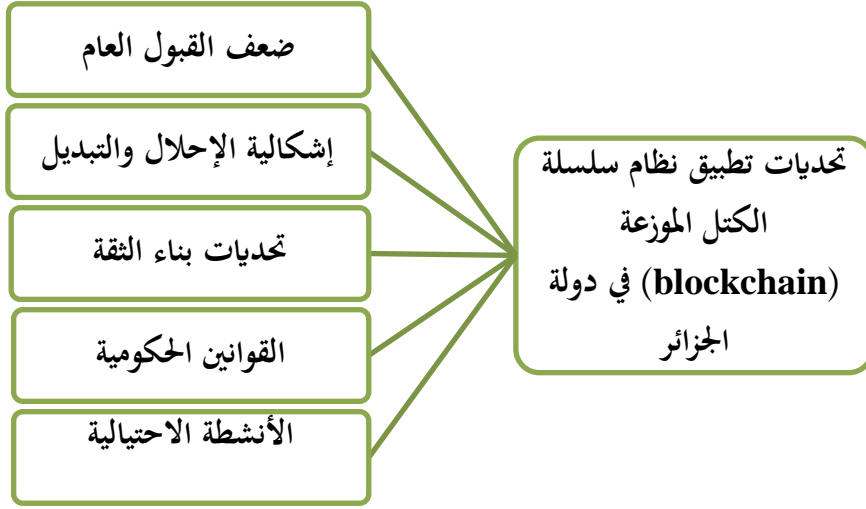 تحديات تطبيق نظام سلسلة
الكتل الموزعة
(blockchain) في دولة
الجزائر
ضعف القبول العام
إشكالية الإحلال والتبديل
تحديات بناء الثقة
القوانين الحكومية
الأنشطة الاحتيالية